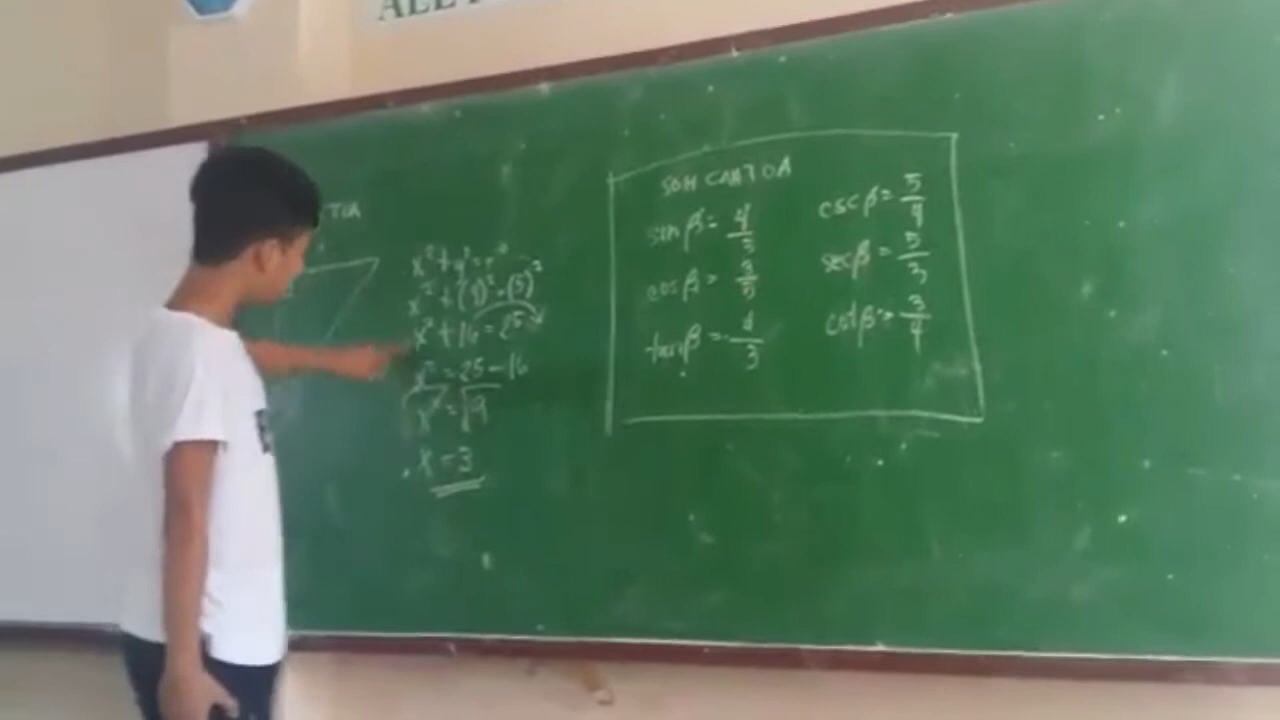 ALL
TOA
x² + y² = r²
x² + (4)² = (5)²
x² + 16 = 25
x² = 25 - 16
√x² = √9
x = 3
SOH CAH TOA
sin β = 4/5
cos β = 3/5
tan β = 4/3
csc β = 5/4
sec β = 5/3
cot β = 3/4